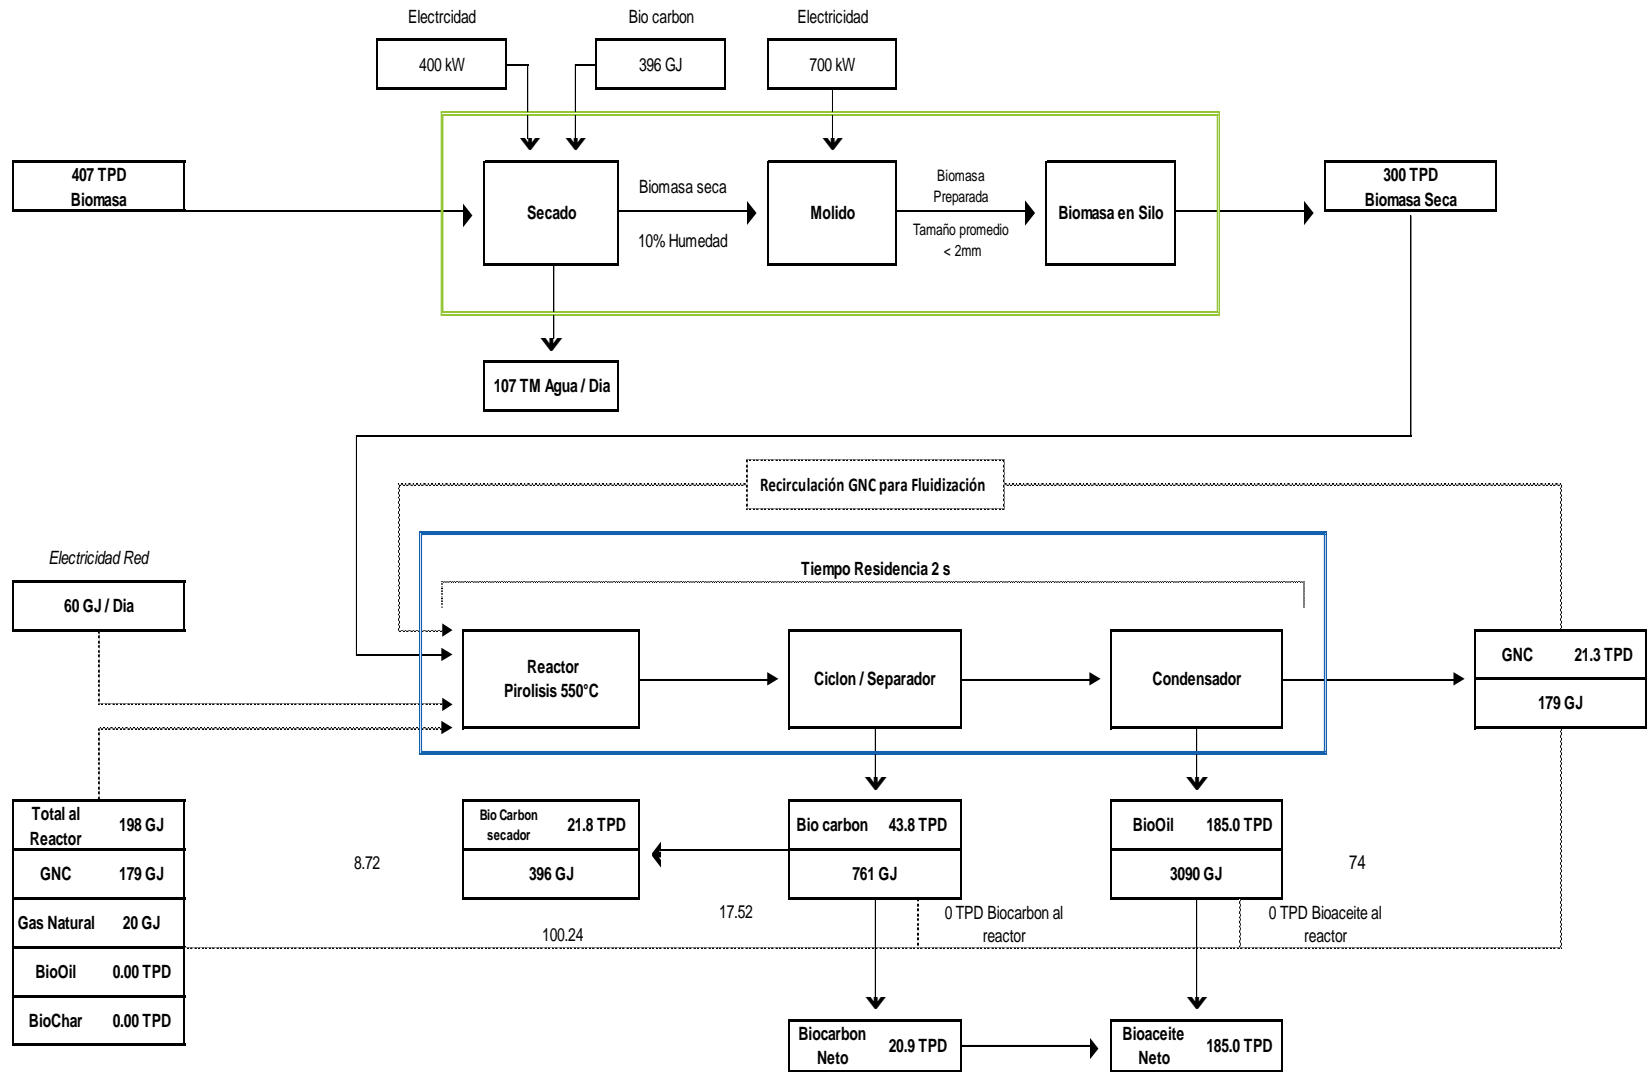 Electrcidad
Bio carbon
Electricidad
400 kW
396 GJ
700 kW
407 TPD
Biomasa
Secado
Biomasa seca
10% Humedad
Molido
Biomasa
Preparada
Tamaño promedio
< 2mm
Biomasa en Silo
300 TPD
Biomasa Seca
107 TM Agua / Dia
Recirculación GNC para Fluidización
Electricidad Red
60 GJ / Dia
Tiempo Residencia 2 s
Reactor
Pirolisis 550°C
Ciclon / Separador
Condensador
GNC 21.3 TPD
179 GJ
Total al
Reactor
198 GJ
GNC 179 GJ
Gas Natural 20 GJ
BioOil 0.00 TPD
BioChar 0.00 TPD
8.72
Bio Carbon
secador
21.8 TPD
396 GJ
Bio carbon 43.8 TPD
761 GJ
BioOil 185.0 TPD
3090 GJ
74
17.52
100.24
0 TPD Biocarbon al
reactor
0 TPD Bioaceite al
reactor
Biocarbon
Neto
20.9 TPD
Bioaceite
Neto
185.0 TPD